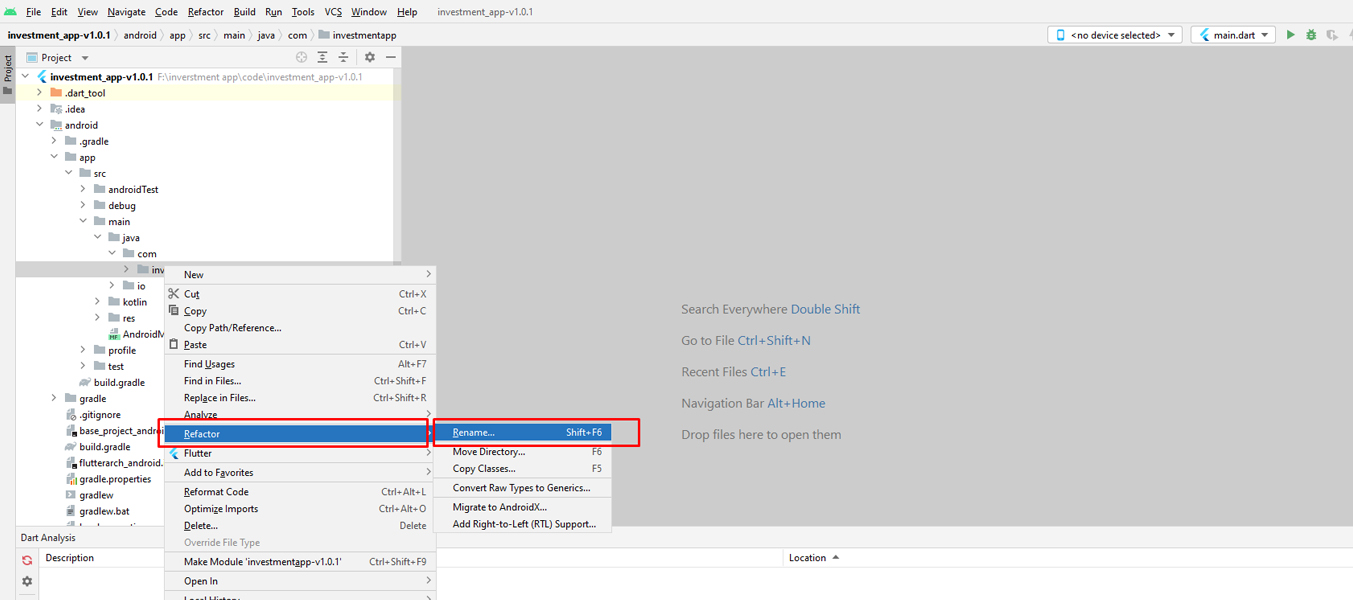 File Edit View Navigate Code Refactor Build Run Tools VCS Window Help investment_app-v1.0.1
investment_app-v1.0.1 android app src main java com investmentapp <no device selected> main.dart
Project
Project
investment_app-v1.0.1 F:\inverstment app\code\investment_app-v1.0.1
.dart_tool
.idea
android
.gradle
app
src
androidTest
debug
main
java
com
inv
io
kotlin
res
AndroidM
profile
test
build.gradle
gradle
.gitignore
base_project_androi
build.gradle
flutterarch_android.
gradle.properties
gradlew
gradlew.bat
New
Cut Ctrl+X
Copy Ctrl+C
Copy Path/Reference...
Paste Ctrl+V
Find Usages Alt+F7
Find in Files... Ctrl+Shift+F
Replace in Files... Ctrl+Shift+R
Analyze
Refactor
Flutter
Add to Favorites
Reformat Code Ctrl+Alt+L
Optimize Imports Ctrl+Alt+O
Delete... Delete
Override File Type
Make Module 'investmentapp-v1.0.1' Ctrl+Shift+F9
Open In
Local History
Rename... Shift+F6
Move Directory... F6
Copy Classes... F5
Convert Raw Types to Generics...
Migrate to AndroidX...
Add Right-to-Left (RTL) Support...
Search Everywhere Double Shift
Go to File Ctrl+Shift+N
Recent Files Ctrl+E
Navigation Bar Alt+Home
Drop files here to open them
Dart Analysis
Description Location